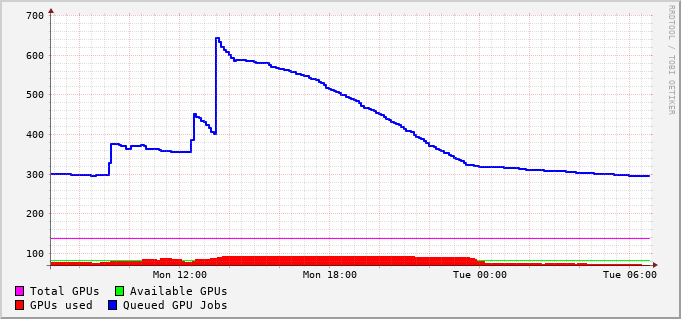 RRDTOOL / TOBI OETIKER
700
600
500
400
300
200
100
Mon 12:00 Mon 18:00 Tue 00:00 Tue 06:00
Total GPUs Available GPUs
GPUs used Queued GPU Jobs